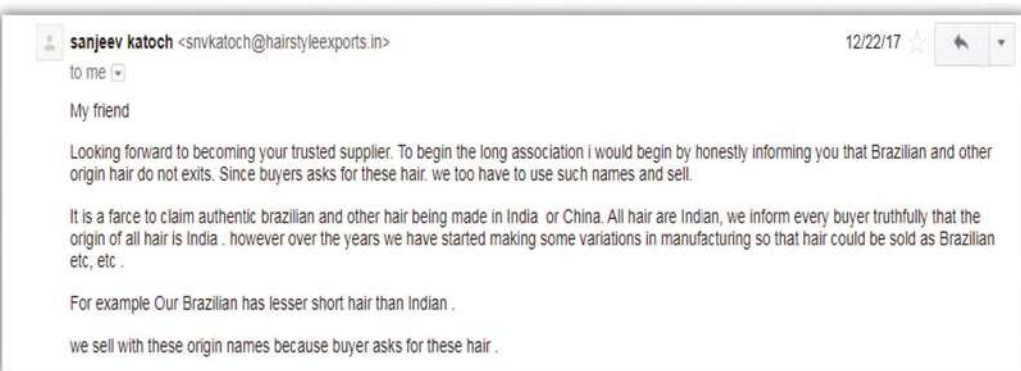 sanjeev katoch <snvkatoch@hairstyleexports.in> 12/22/17
to me
My friend
Looking forward to becoming your trusted supplier. To begin the long association i would begin by honestly informing you that Brazilian and other
origin hair do not exits. Since buyers asks for these hair. we too have to use such names and sell.
It is a farce to claim authentic brazilian and other hair being made in India or China. All hair are Indian, we inform every buyer truthfully that the
origin of all hair is India . however over the years we have started making some variations in manufacturing so that hair could be sold as Brazilian
etc, etc .
For example Our Brazilian has lesser short hair than Indian .
we sell with these origin names because buyer asks for these hair .